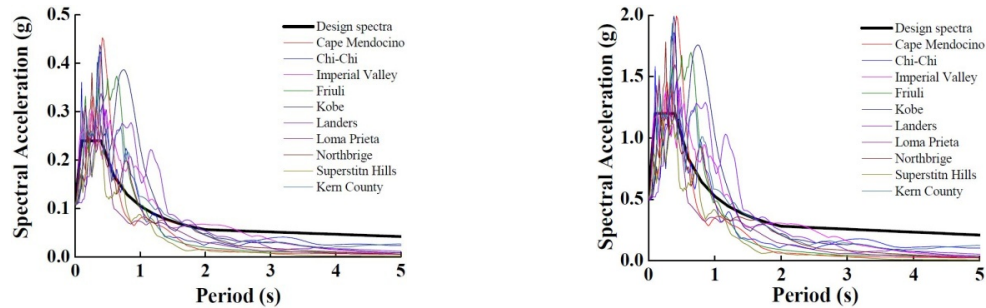 0.5
0.4
0.3
0.2
0.1
0.0
Spectral Acceleration (g)
Design spectra
Cape Mendocino
Chi-Chi
Imperial Valley
Friuli
Kobe
Landers
Loma Prieta
Northbrige
Superstitn Hills
Kern County
0 1 2 3 4 5
Period (s)
2.0
1.5
1.0
0.5
0.0
Spectral Acceleration (g)
Design spectra
Cape Mendocino
Chi-Chi
Imperial Valley
Friuli
Kobe
Landers
Loma Prieta
Northbrige
Superstitn Hills
Kern County
0 1 2 3 4 5
Period (s)